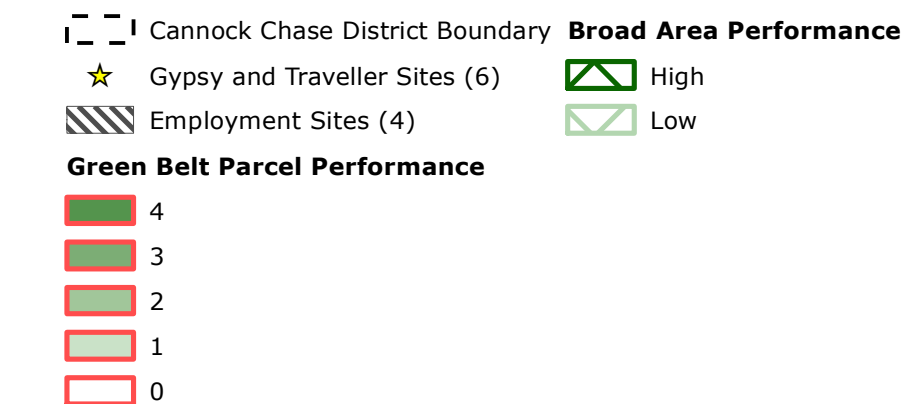 Cannock Chase District Boundary
Gypsy and Traveller Sites (6)
Employment Sites (4)
Green Belt Parcel Performance
4
3
2
1
0
Broad Area Performance
High
Low